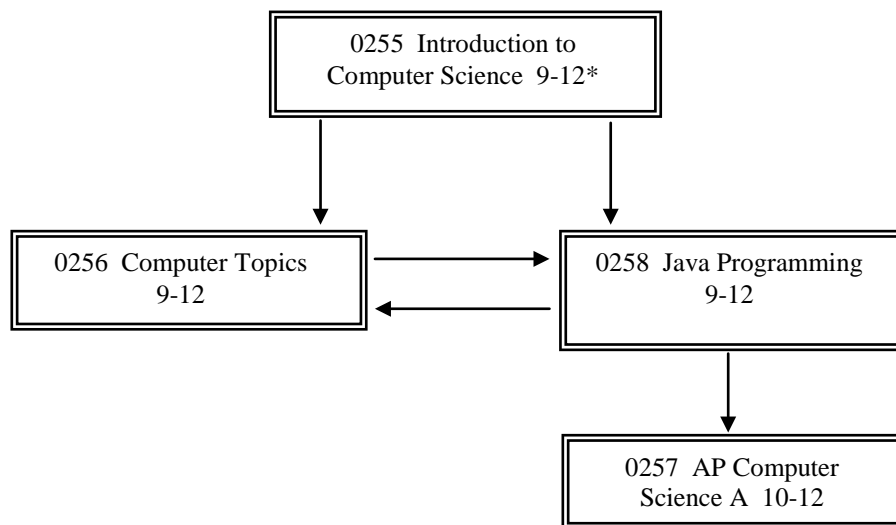 0255 Introduction to
Computer Science 9-12*
0256 Computer Topics
9-12
0258 Java Programming
9-12
0257 AP Computer
Science A 10-12